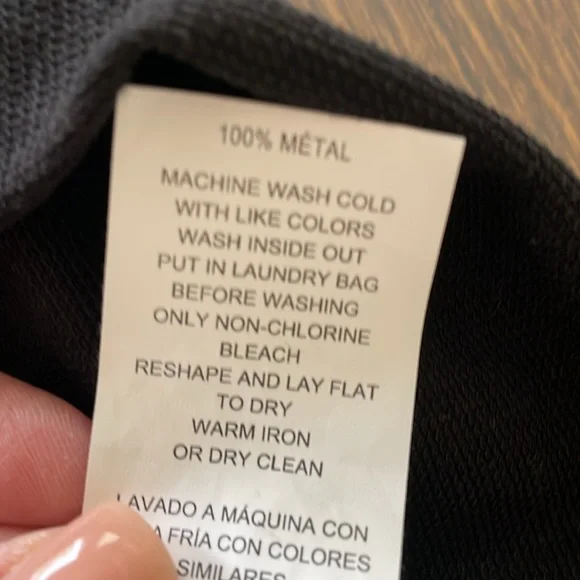 100% MÉTAL
MACHINE WASH COLD
WITH LIKE COLORS
WASH INSIDE OUT
PUT IN LAUNDRY BAG
BEFORE WASHING
ONLY NON-CHLORINE
BLEACH
RESHAPE AND LAY FLAT
TO DRY
WARM IRON
OR DRY CLEAN
LAVADO A MÁQUINA CON
FRÍA CON COLORES
SIMILARES